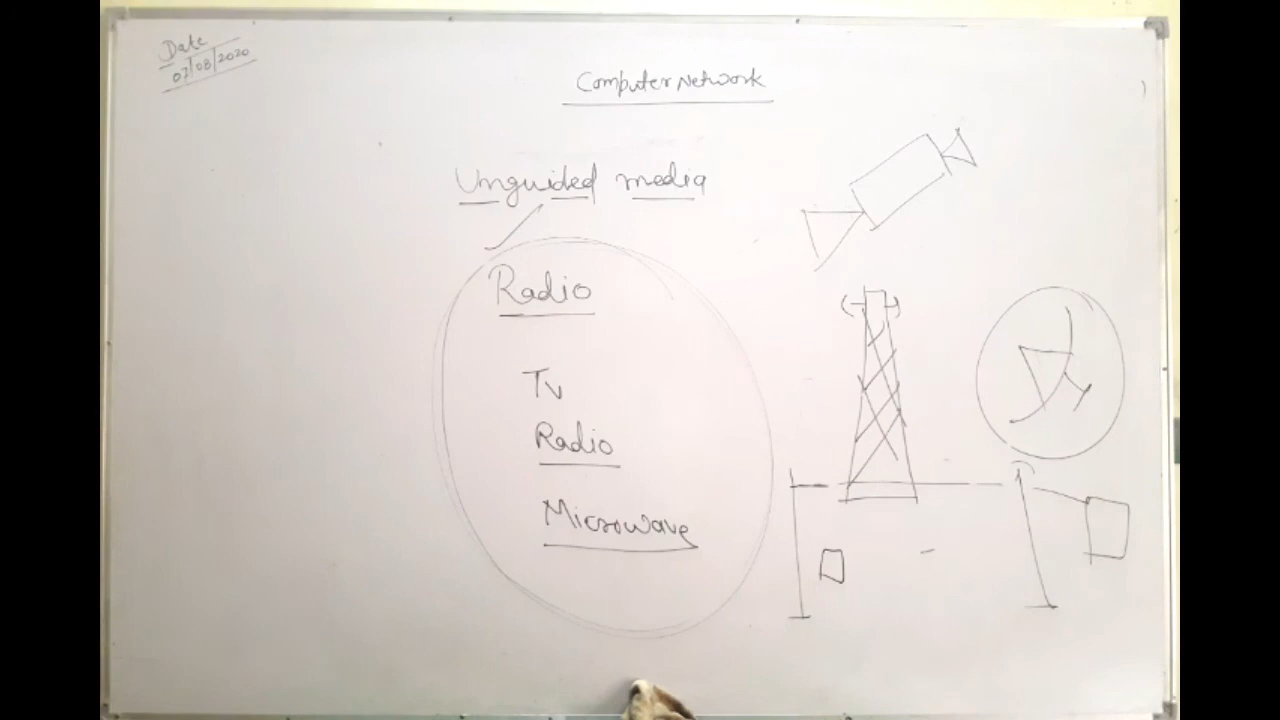 Date
07/08/2020
Computer Network
Unguided media
Radio
Tv
Radio
Microwave